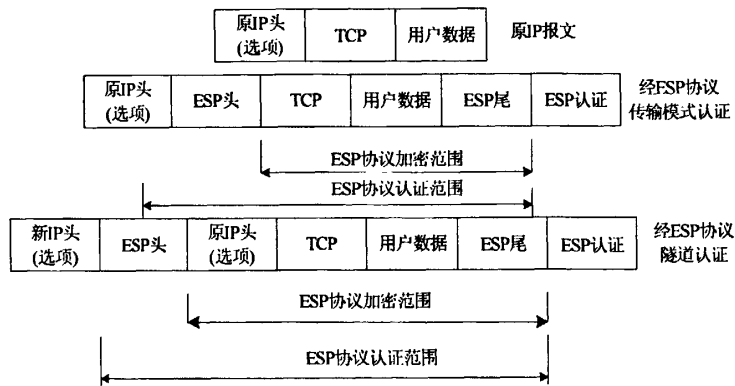 原IP头
(选项)
TCP
用户数据
原IP报文
原IP头
(选项)
ESP头
TCP
用户数据
ESP尾
ESP认证
经ESP协议
传输模式认证
ESP协议加密范围
ESP协议认证范围
新IP头
(选项)
ESP头
原IP头
(选项)
TCP
用户数据
ESP尾
ESP认证
经ESP协议
隧道认证
ESP协议加密范围
ESP协议认证范围